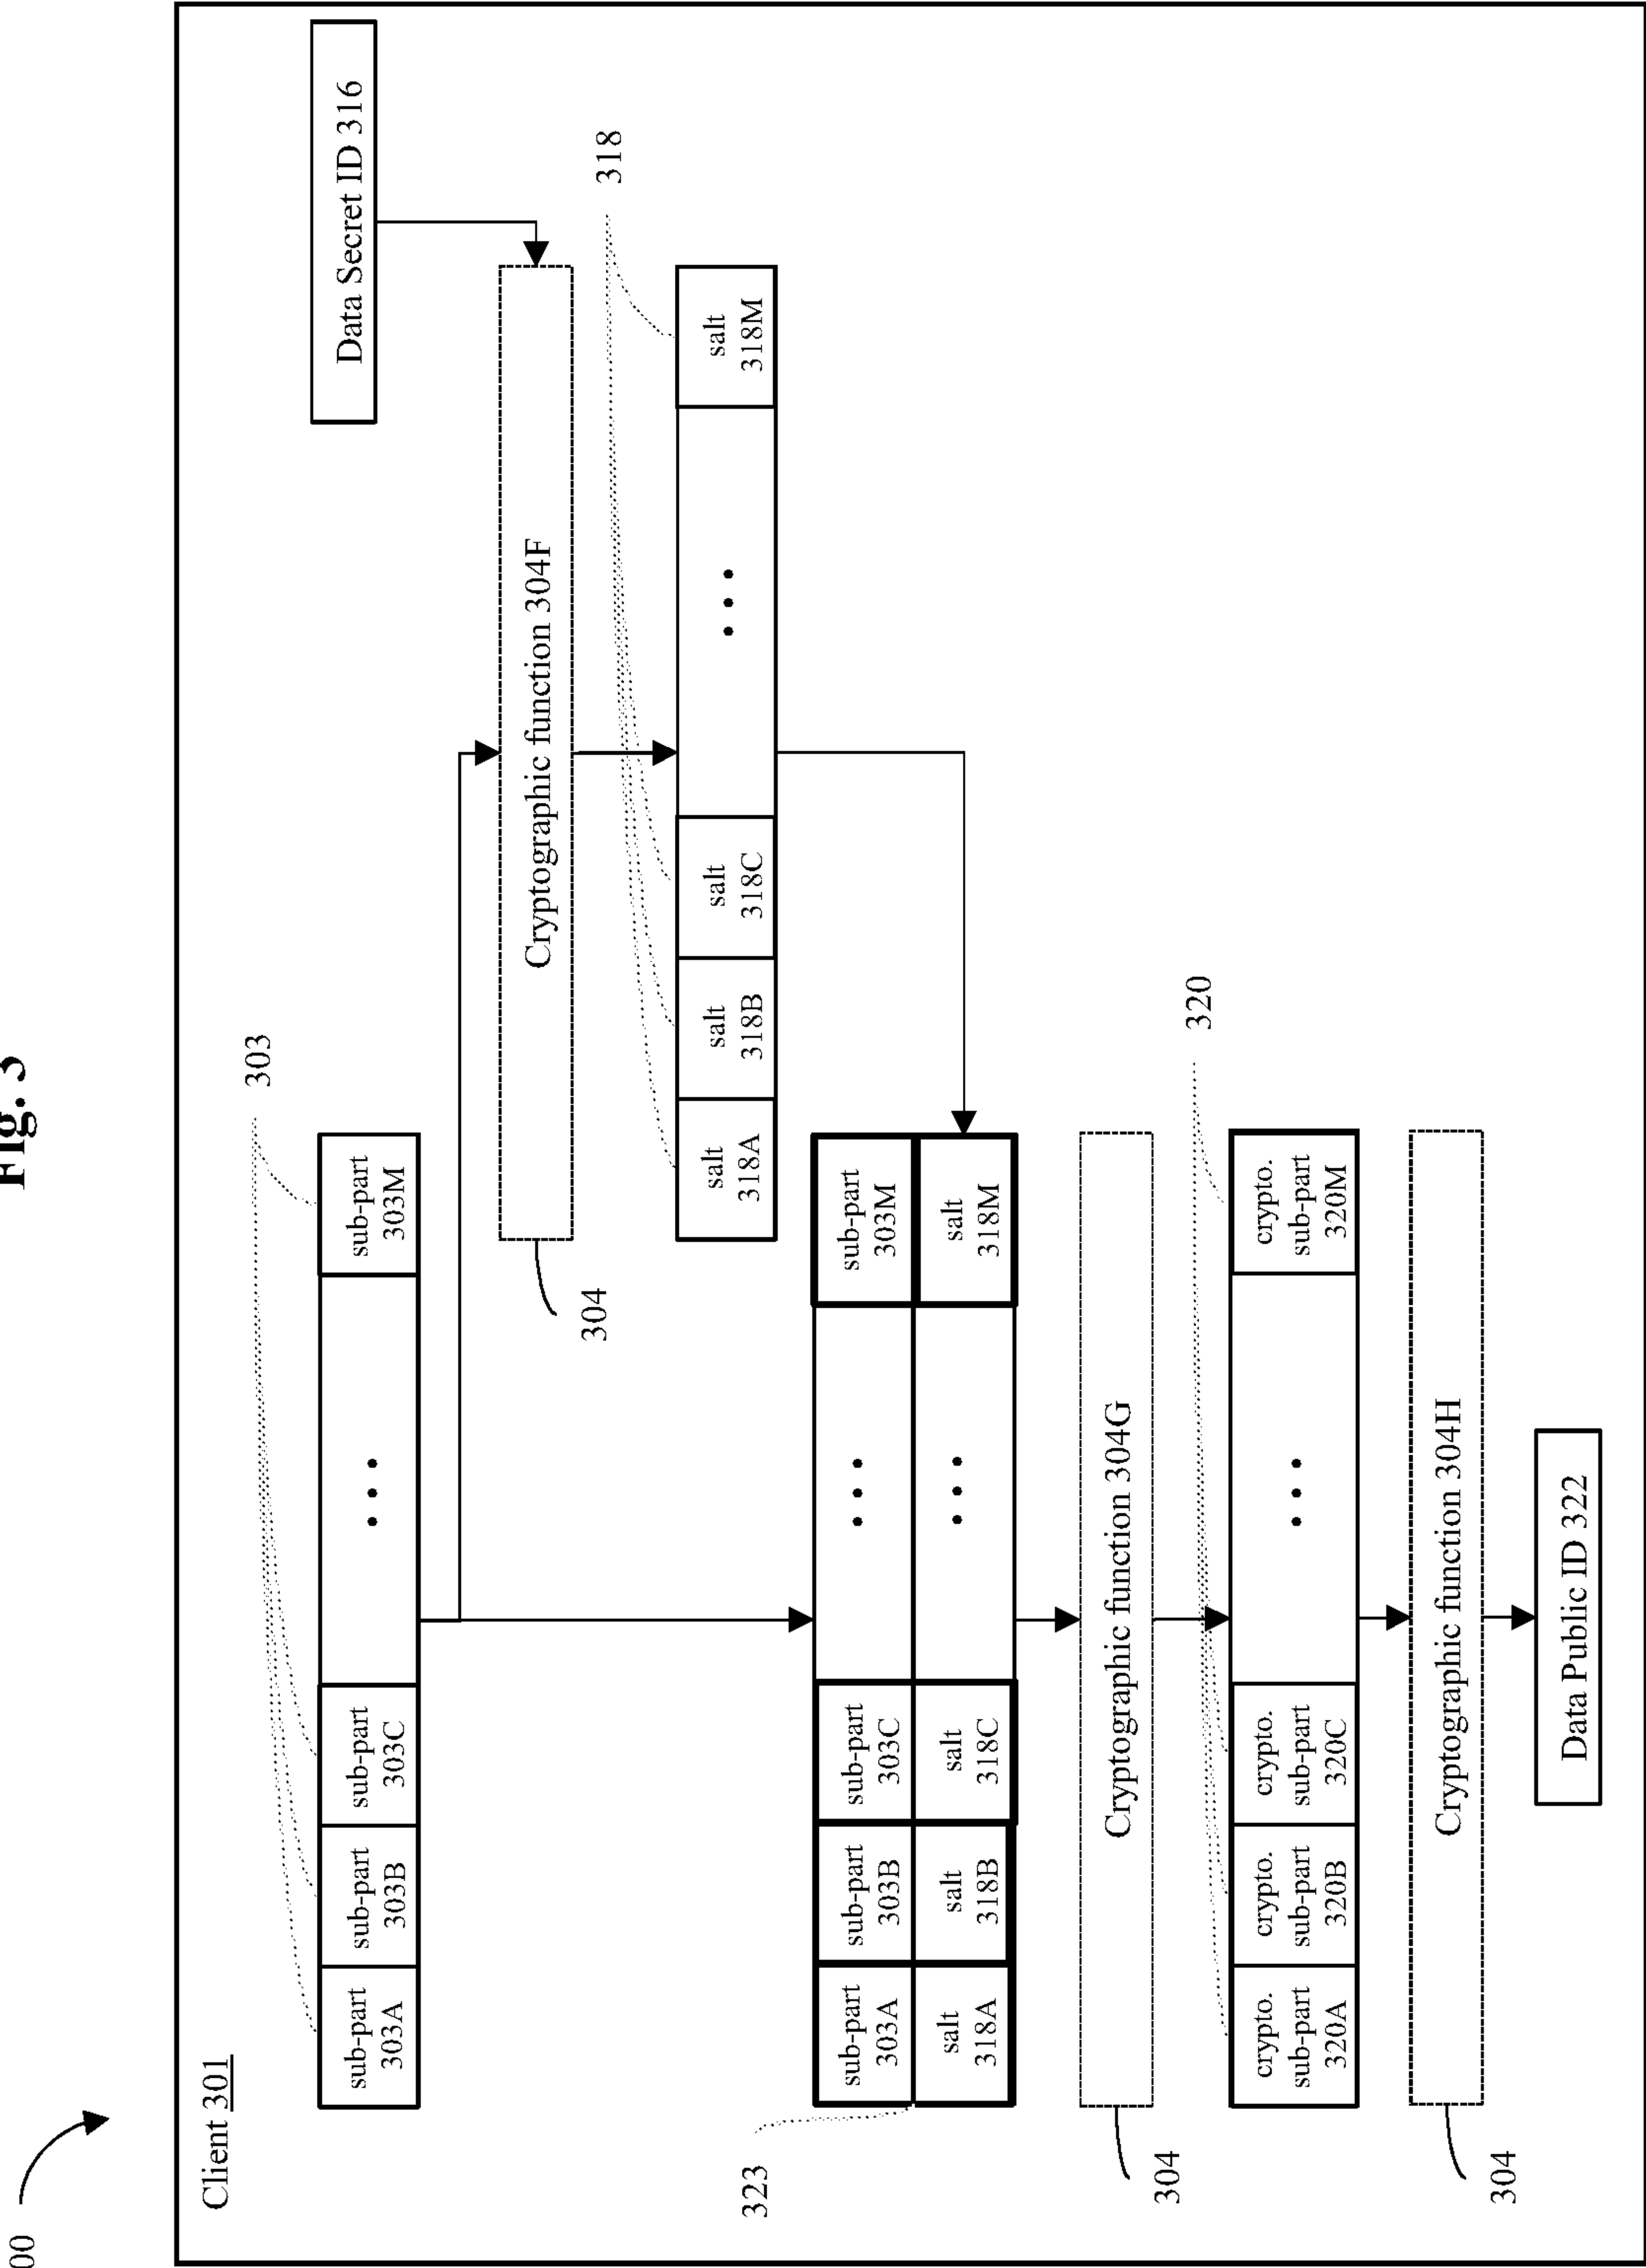 Fig. 3
00
Client 301
303
sub-part
303A
sub-part
303B
sub-part
303C
• • •
sub-part
303M
Data Secret ID 316
304
Cryptographic function 304F
318
salt
318A
salt
318B
salt
318C
• • •
salt
318M
323
sub-part
303A
sub-part
303B
sub-part
303C
• • •
sub-part
303M
salt
318A
salt
318B
salt
318C
• • •
salt
318M
304
Cryptographic function 304G
320
crypto.
sub-part
320A
crypto.
sub-part
320B
crypto.
sub-part
320C
• • •
crypto.
sub-part
320M
304
Cryptographic function 304H
Data Public ID 322